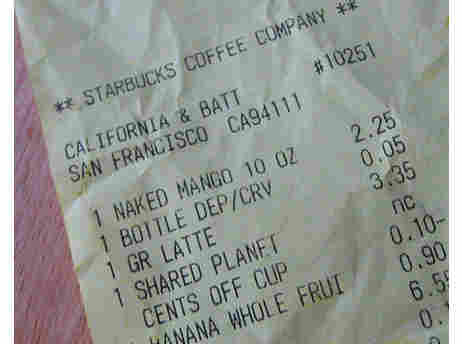 ** STARBUCKS COFFEE COMPANY **
#10251
CALIFORNIA & BATT
SAN FRANCISCO CA94111
1 NAKED MANGO 10 OZ 2.25
1 BOTTLE DEP/CRV 0.05
1 GR LATTE 3.35
1 SHARED PLANET nc
CENTS OFF CUP 0.10-
1 BANANA WHOLE FRUI 0.90